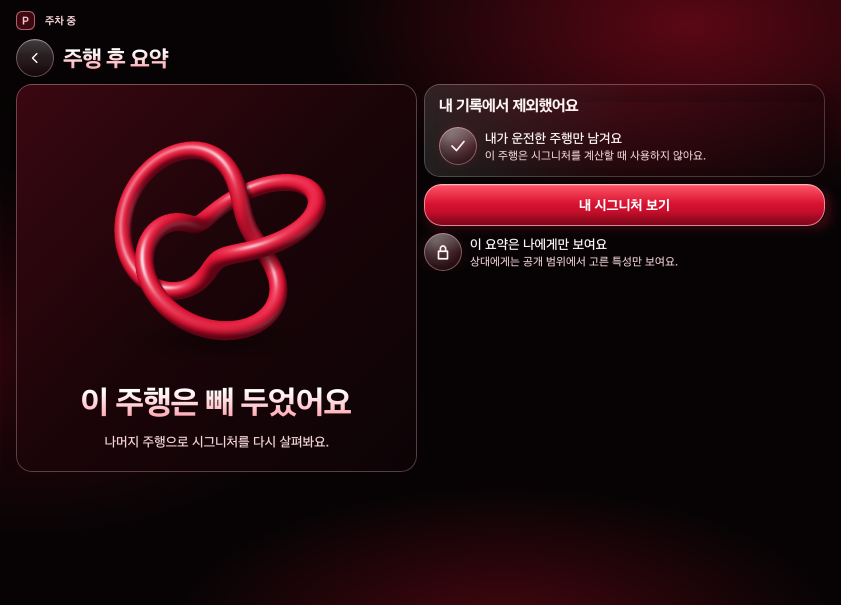 P 주차 중
주행 후 요약
이 주행은 빼 두었어요
나머지 주행으로 시그니처를 다시 살펴봐요.
내 기록에서 제외했어요
내가 운전한 주행만 남겨요
이 주행은 시그니처를 계산할 때 사용하지 않아요.
내 시그니처 보기
이 요약은 나에게만 보여요
상대에게는 공개 범위에서 고른 특성만 보여요.